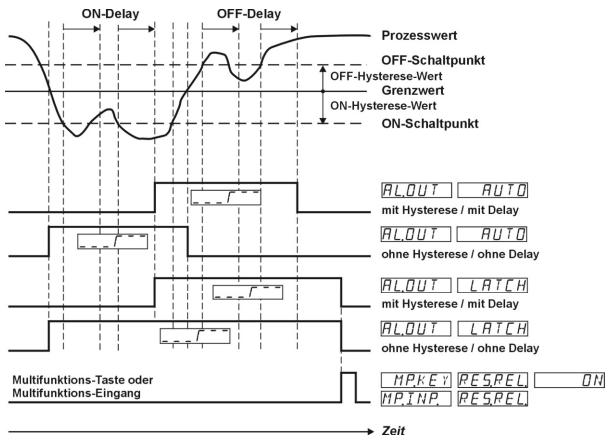 ON-Delay OFF-Delay
Prozesswert
OFF-Schaltpunkt
OFF-Hysterese-Wert
Grenzwert
ON-Hysterese-Wert
ON-Schaltpunkt
AL.OUT AUTO
mit Hysterese / mit Delay
AL.OUT AUTO
ohne Hysterese / ohne Delay
AL.OUT LATCH
mit Hysterese / mit Delay
AL.OUT LATCH
ohne Hysterese / ohne Delay
Multifunktions-Taste oder
Multifunktions-Eingang
MP.KEY RES.REL. ON
MP.INP. RES.REL.
Zeit